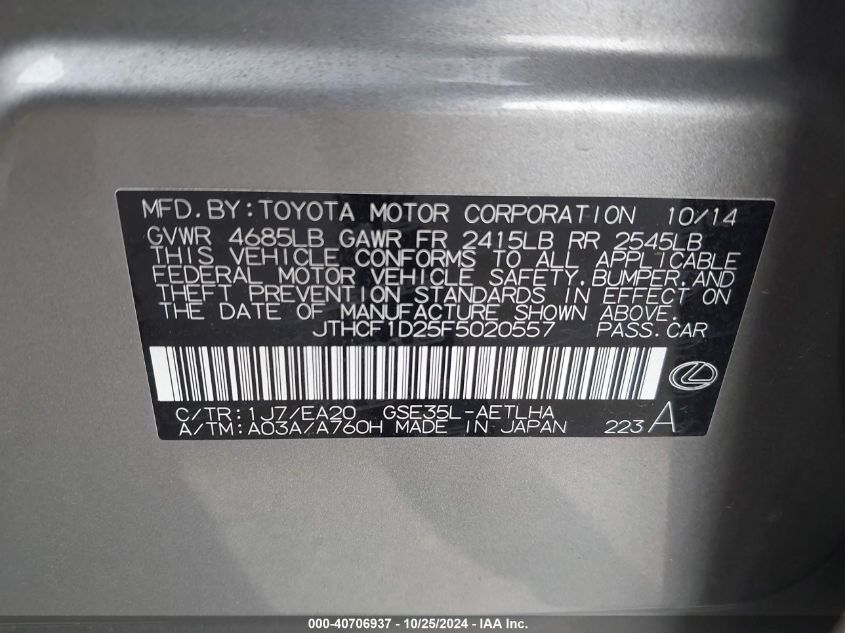 MFD.BY:TOYOTA MOTOR CORPORATION 10/14
GVWR 4685LB GAWR FR 2415LB RR 2545LB
THIS VEHICLE CONFORMS TO ALL APPLICABLE
FEDERAL MOTOR VEHICLE SAFETY,BUMPER,AND
THEFT PREVENTION STANDARDS IN EFFECT ON
THE DATE OF MANUFACTURE SHOWN ABOVE.
JTHCF1D25F5020557 PASS.CAR
C/TR:1J7/EA20 GSE35L-AETLHA
A/TM:A03A/A760H MADE IN JAPAN 223 A
000-40706937 - 10/25/2024 - IAA Inc.